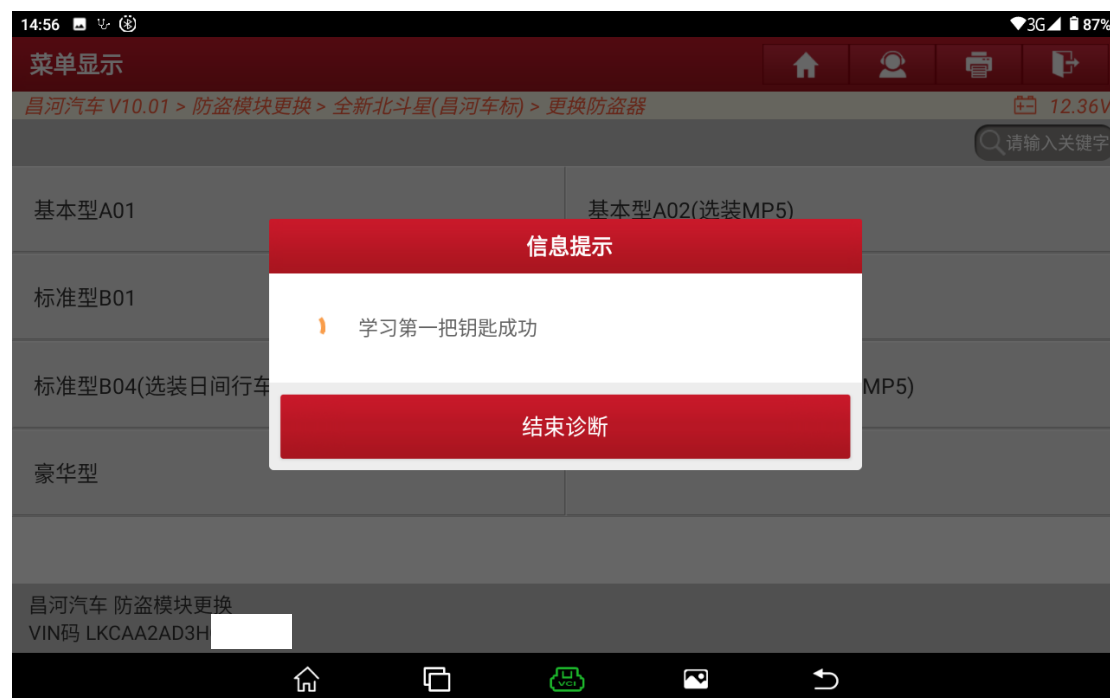 14:56
3G 87%
菜单显示
昌河汽车 V10.01 > 防盗模块更换 > 全新北斗星(昌河车标) > 更换防盗器
12.36V
请输入关键字
基本型A01
基本型A02(选装MP5)
信息提示
标准型B01
学习第一把钥匙成功
标准型B04(选装日间行车
MP5)
结束诊断
豪华型
昌河汽车 防盗模块更换
VIN码 LKCAA2AD3H
VCI